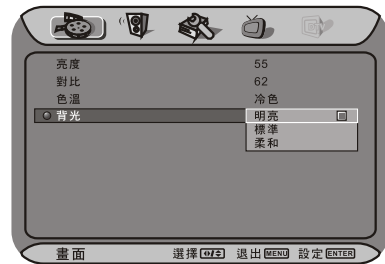 亮度 55
對比 62
色溫 冷色
背光 明亮
標準
柔和
畫面 選擇 退出 MENU 設定 ENTER